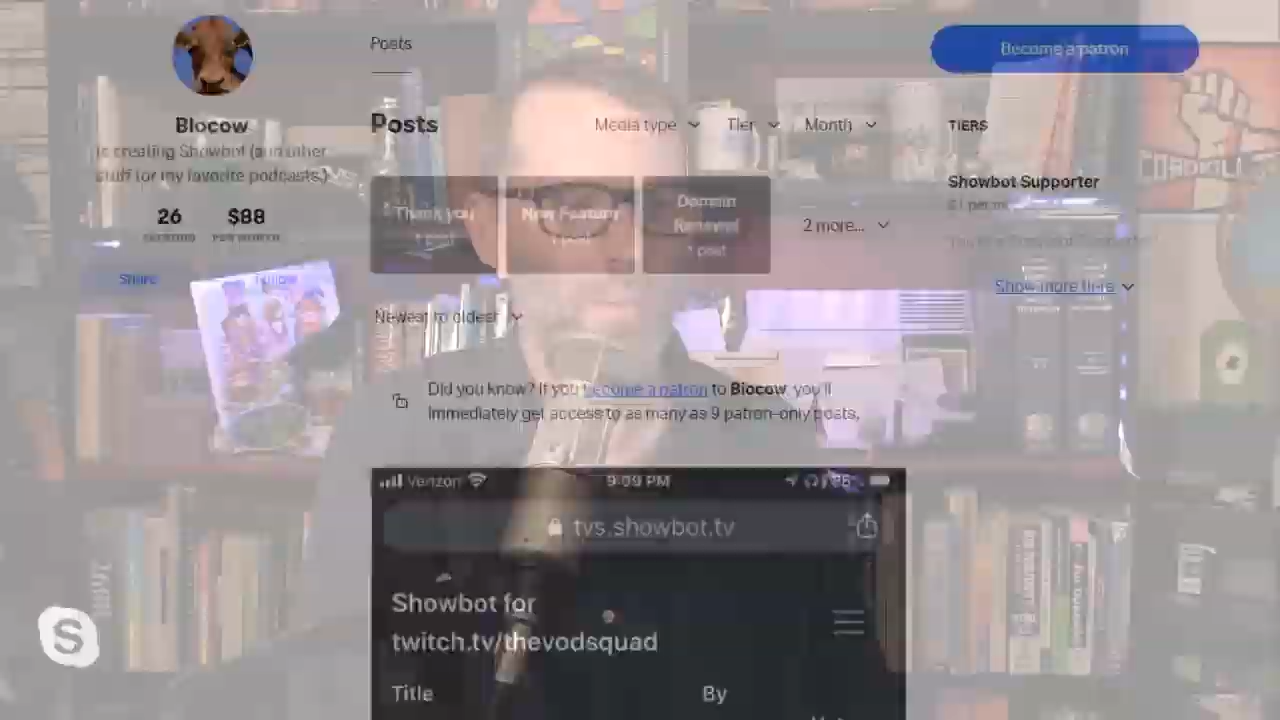 Blocow
is creating Showbot (and other
stuff for my favorite podcasts.)
26
$88
PER MONTH
Share
Follow
Posts
Posts
Media type
Tier
Month
Thank you
New Feature
Domain
Renewal
1 post
2 more...
Newest to oldest
Did you know? If you become a patron to Blocow, you'll
immediately get access to as many as 9 patron-only posts.
Become a patron
TIERS
Showbot Supporter
Show more tiers
Verizon
9:09 PM
tvs.showbot.tv
Showbot for
twitch.tv/thevodsquad
Title
By
S